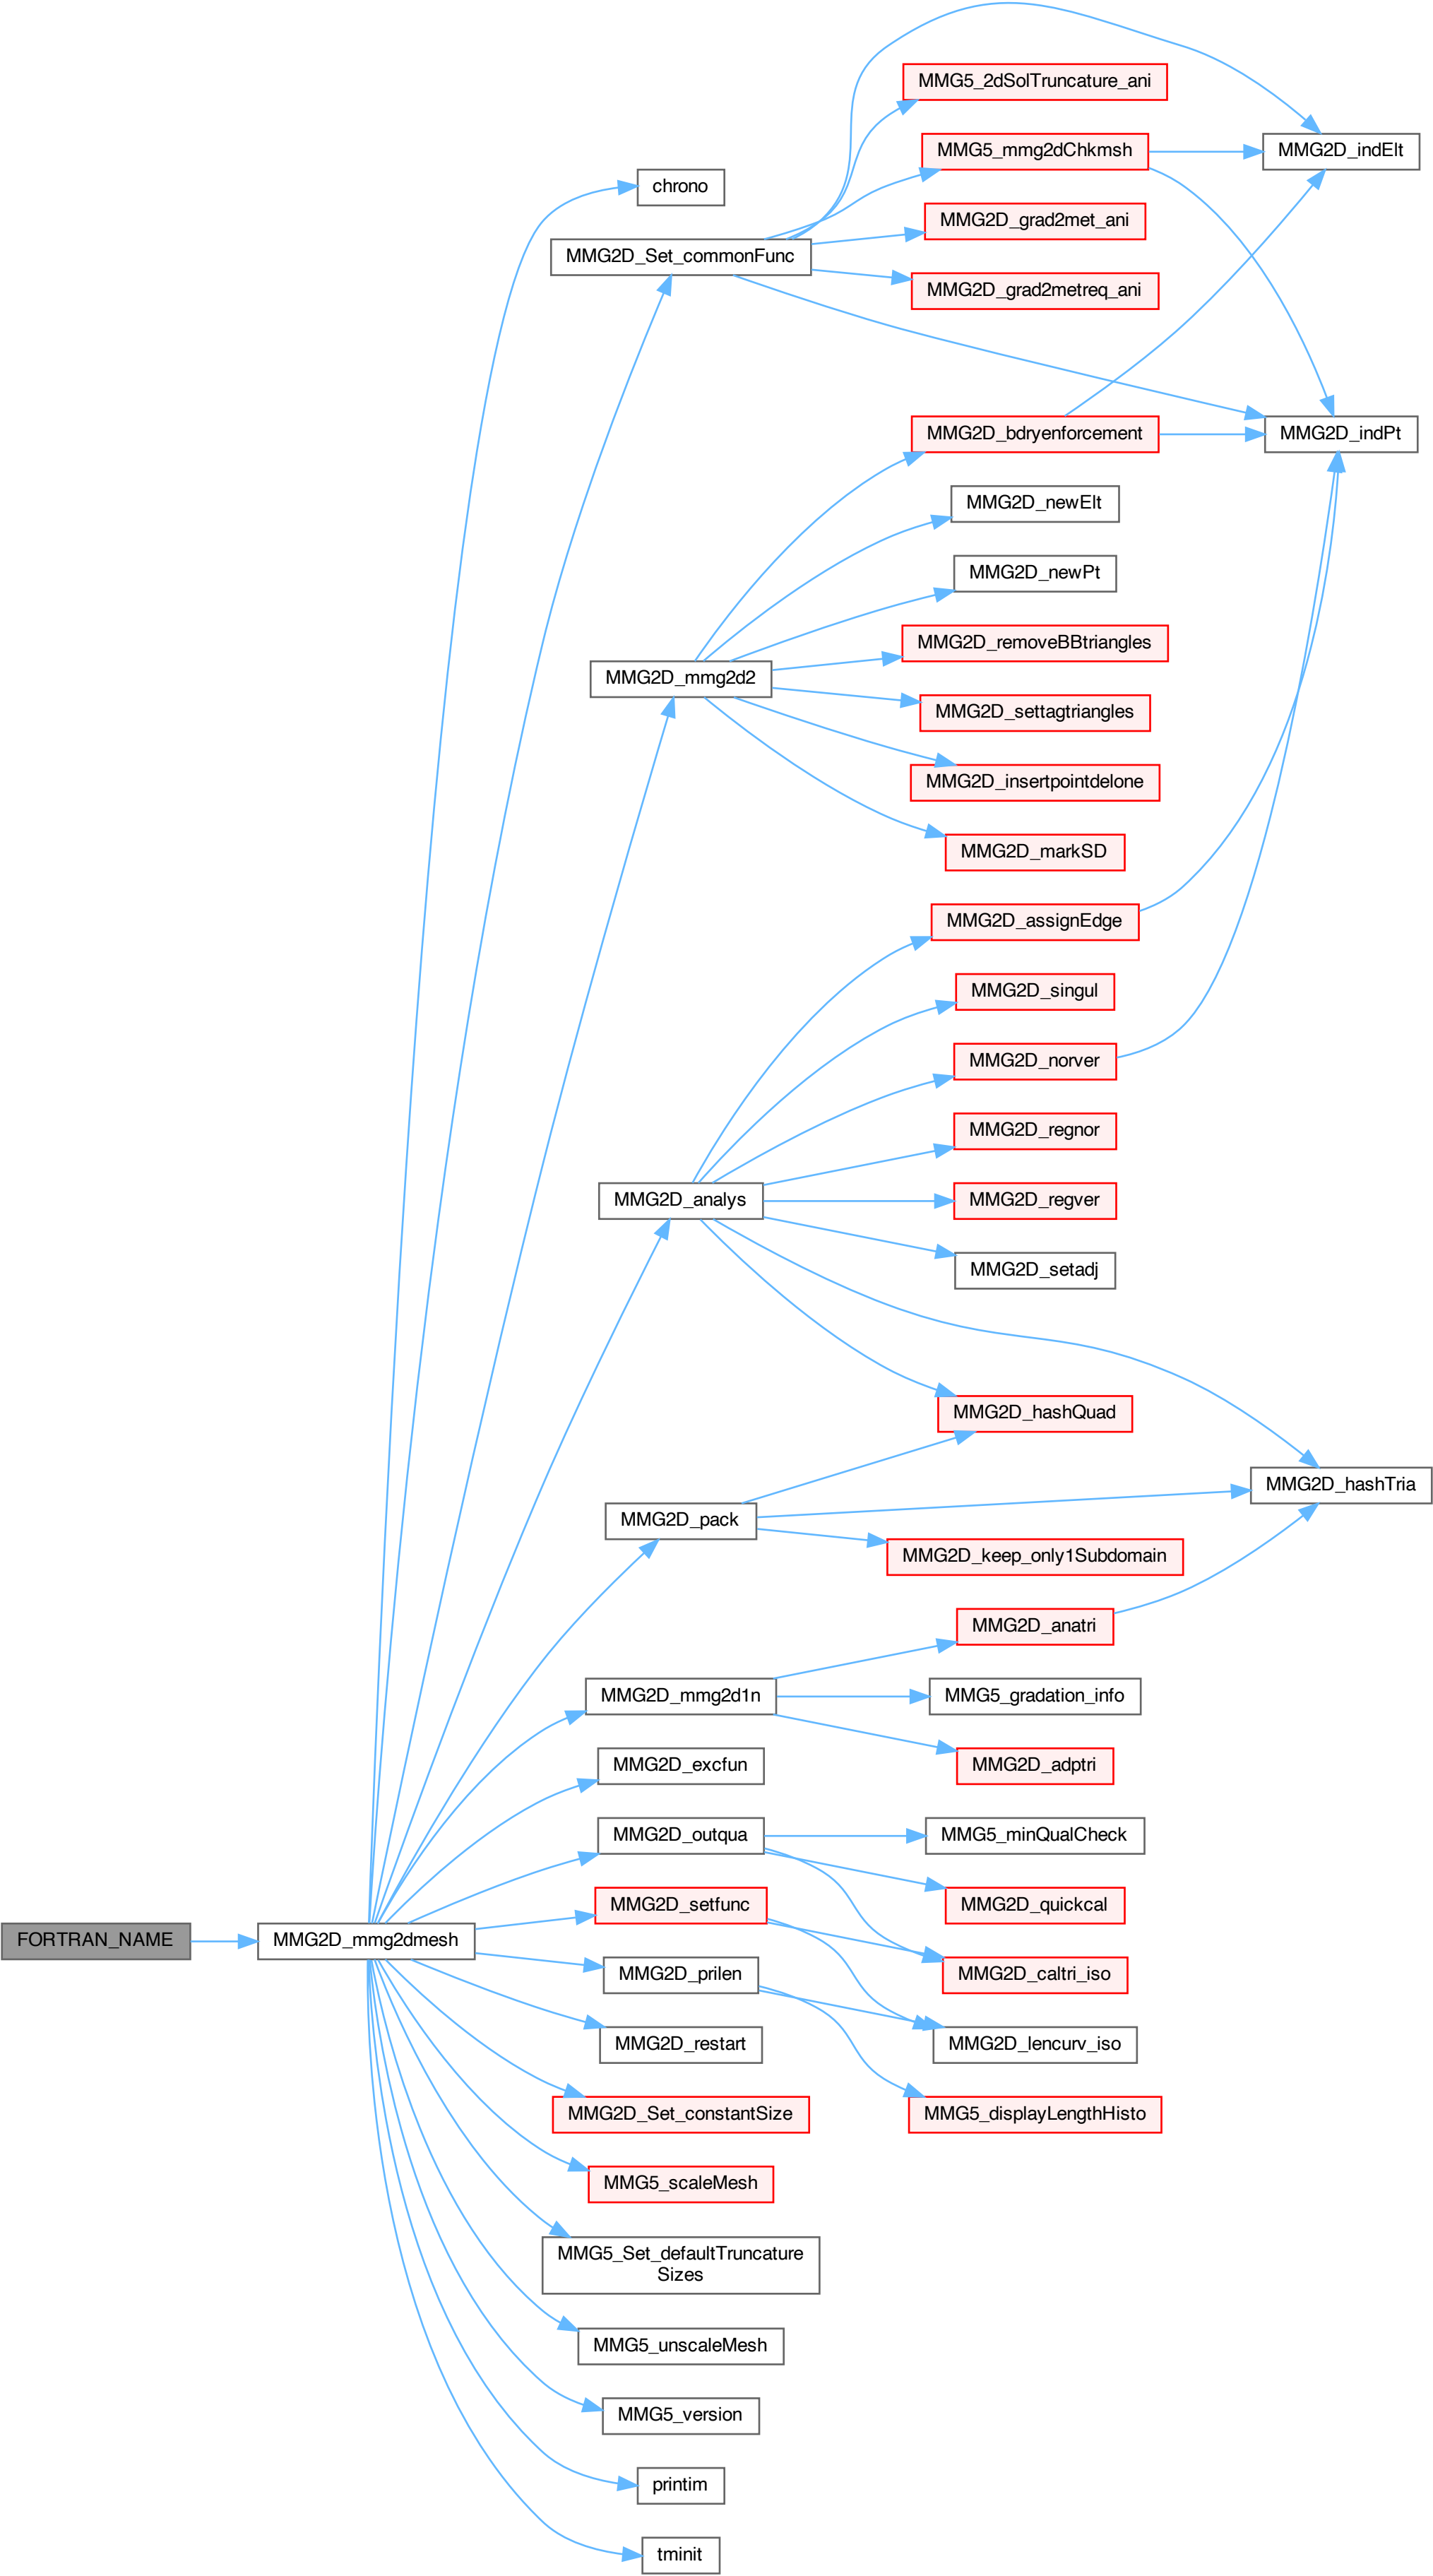 MMG5_2dSolTruncature_ani
MMG5_mmg2dChkmsh
MMG2D_indElt
chrono
MMG2D_grad2met_ani
MMG2D_Set_commonFunc
MMG2D_grad2metreq_ani
MMG2D_bdryenforcement
MMG2D_indPt
MMG2D_newElt
MMG2D_newPt
MMG2D_removeBBtriangles
MMG2D_mmg2d2
MMG2D_settagtriangles
MMG2D_insertpointdelone
MMG2D_markSD
MMG2D_assignEdge
MMG2D_singul
MMG2D_norver
MMG2D_regnor
MMG2D_analys
MMG2D_regver
MMG2D_setadj
MMG2D_hashQuad
MMG2D_hashTria
MMG2D_pack
MMG2D_keep_only1Subdomain
MMG2D_anatri
MMG2D_mmg2d1n
MMG5_gradation_info
MMG2D_excfun
MMG2D_adptri
MMG2D_outqua
MMG5_minQualCheck
MMG2D_setfunc
MMG2D_quickcal
FORTRAN_NAME
MMG2D_mmg2dmesh
MMG2D_prilen
MMG2D_caltri_iso
MMG2D_restart
MMG2D_lencurv_iso
MMG2D_Set_constantSize
MMG5_displayLengthHisto
MMG5_scaleMesh
MMG5_Set_defaultTruncature
Sizes
MMG5_unscaleMesh
MMG5_version
printim
tminit